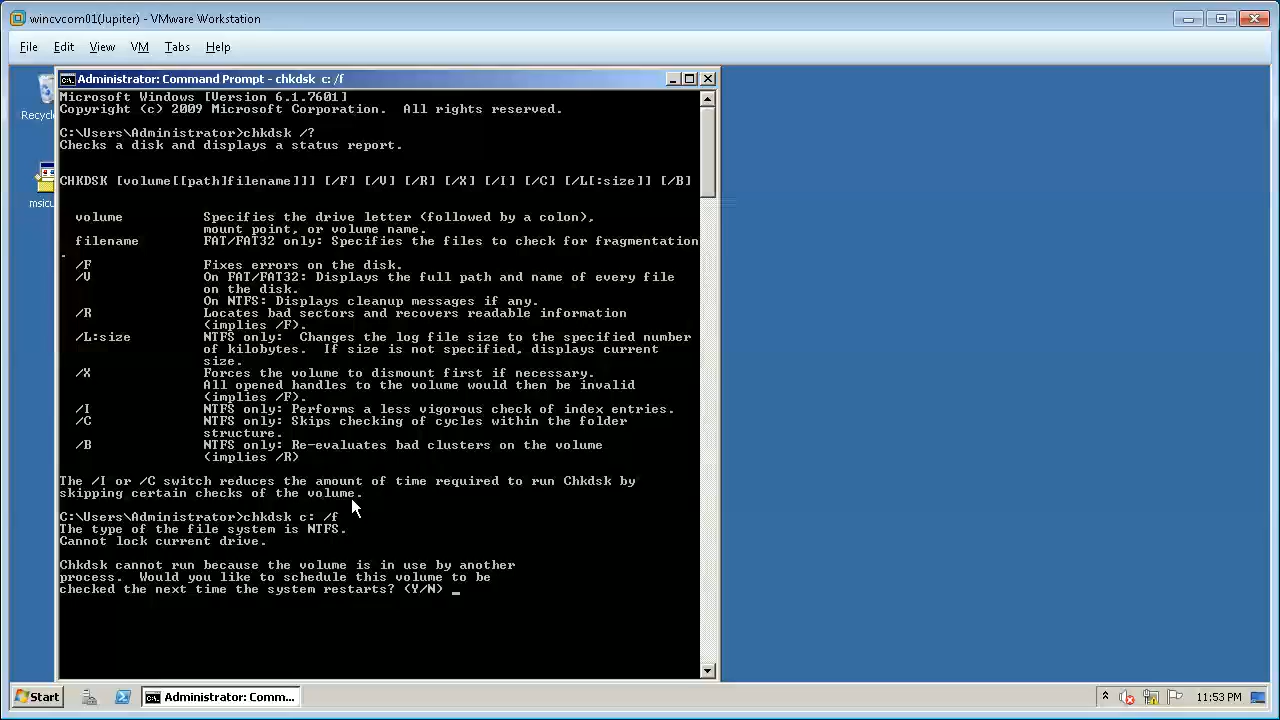 wincvcom01(Jupiter) - VMware Workstation
File Edit View VM Tabs Help
Administrator: Command Prompt - chkdsk c: /f
Microsoft Windows [Version 6.1.7601]
Copyright (c) 2009 Microsoft Corporation. All rights reserved.
C:\Users\Administrator>chkdsk /?
Checks a disk and displays a status report.
CHKDSK [volume[[path]filename]]] [/F] [/V] [/R] [/X] [/I] [/C] [/L[:size]] [/B]
volume Specifies the drive letter (followed by a colon),
mount point, or volume name.
filename FAT/FAT32 only: Specifies the files to check for fragmentation
.
/F Fixes errors on the disk.
/V On FAT/FAT32: Displays the full path and name of every file
on the disk.
On NTFS: Displays cleanup messages if any.
/R Locates bad sectors and recovers readable information
(implies /F).
/L:size NTFS only: Changes the log file size to the specified number
of kilobytes. If size is not specified, displays current
size.
/X Forces the volume to dismount first if necessary.
All opened handles to the volume would then be invalid
(implies /F).
/I NTFS only: Performs a less vigorous check of index entries.
/C NTFS only: Skips checking of cycles within the folder
structure.
/B NTFS only: Re-evaluates bad clusters on the volume
(implies /R)
The /I or /C switch reduces the amount of time required to run Chkdsk by
skipping certain checks of the volume.
C:\Users\Administrator>chkdsk c: /f
The type of the file system is NTFS.
Cannot lock current drive.
Chkdsk cannot run because the volume is in use by another
process. Would you like to schedule this volume to be
checked the next time the system restarts? (Y/N) _
Recycl
msicu
Start
Administrator: Comm...
11:53 PM